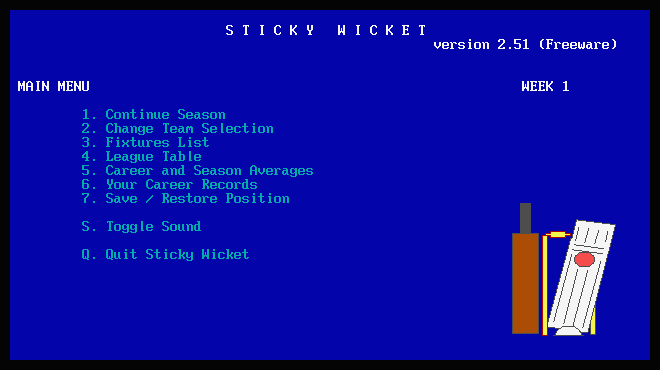 STICKY WICKET
version 2.51 (Freeware)
MAIN MENU
WEEK 1
1. Continue Season
2. Change Team Selection
3. Fixtures List
4. League Table
5. Career and Season Averages
6. Your Career Records
7. Save / Restore Position
S. Toggle Sound
Q. Quit Sticky Wicket